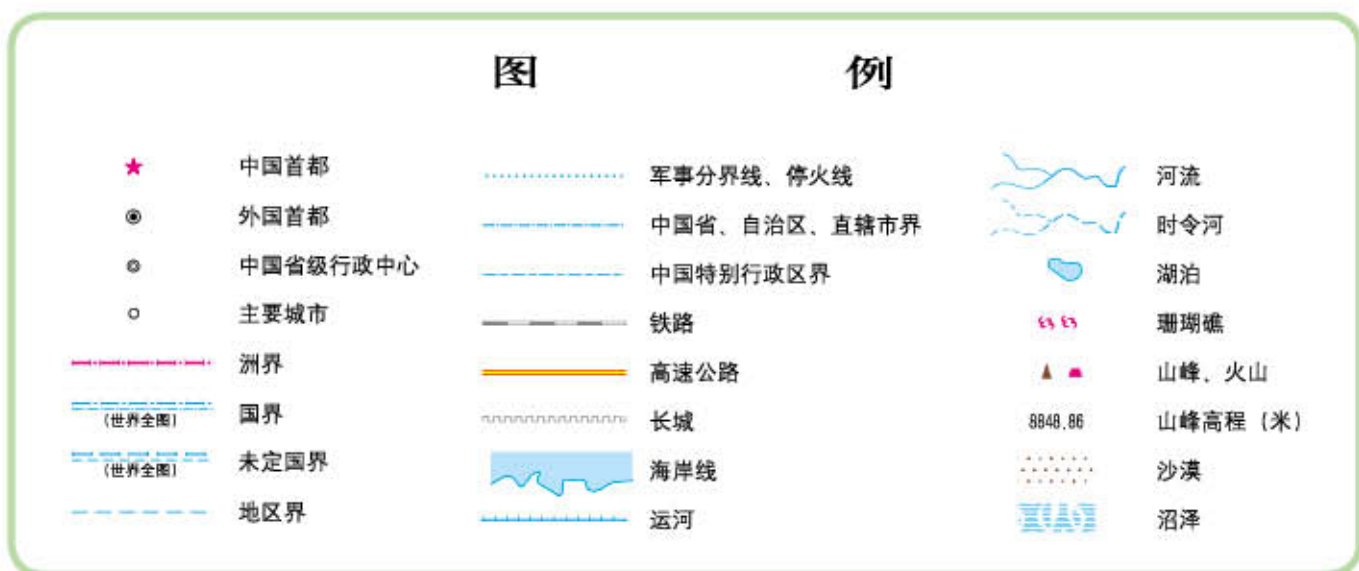 图 例
中国首都
外国首都
中国省级行政中心
主要城市
洲界
(世界全图)
国界
(世界全图)
未定国界
地区界
军事分界线、停火线
中国省、自治区、直辖市界
中国特别行政区界
铁路
高速公路
长城
海岸线
运河
河流
时令河
湖泊
珊瑚礁
山峰、火山
8848.86
山峰高程(米)
沙漠
沼泽